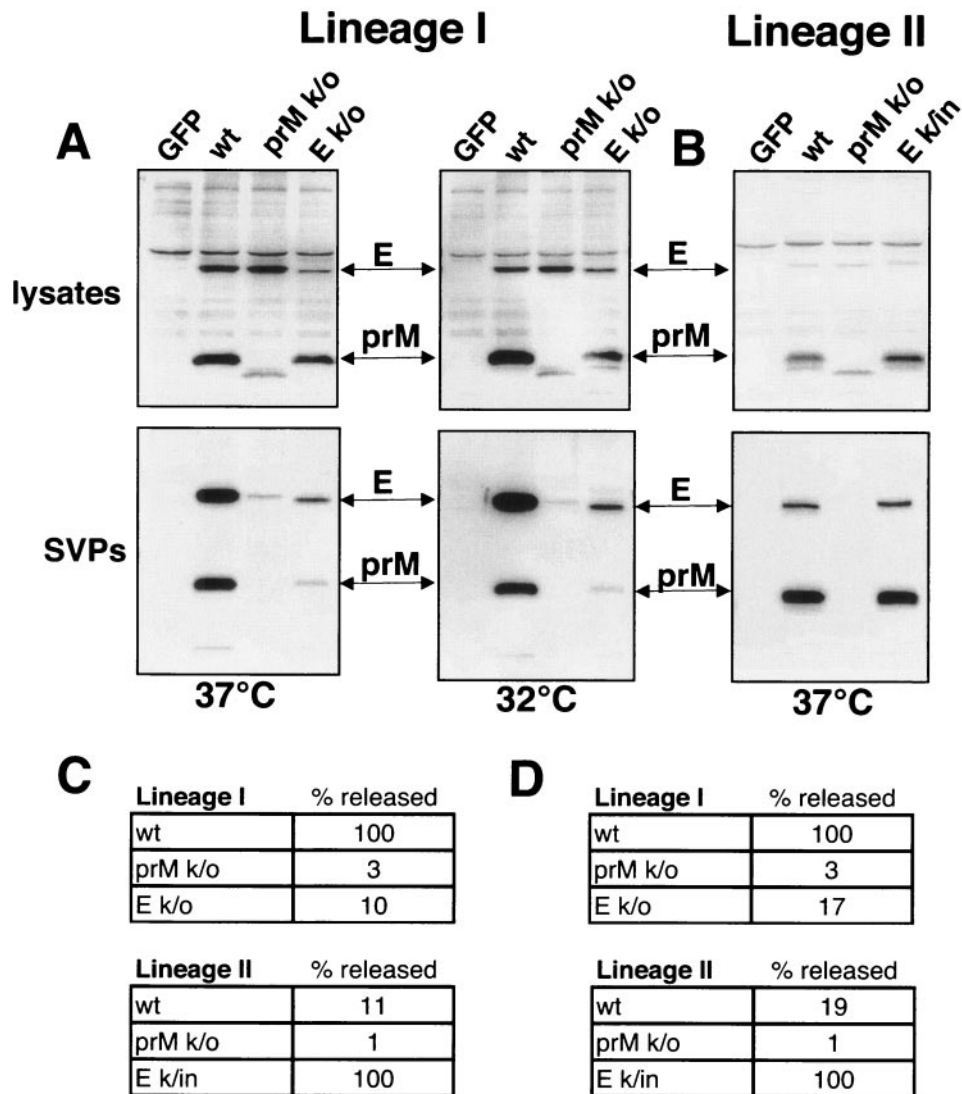 Lineage I
Lineage II
A
GFP
wt
prM k/o
E k/o
GFP
wt
prM k/o
E k/o
B
GFP
wt
prM k/o
E k/in
lysates
E
E
prM
prM
SVPs
E
E
prM
prM
37°C
32°C
37°C
C
Lineage I % released
wt 100
prM k/o 3
E k/o 10
Lineage II % released
wt 11
prM k/o 1
E k/in 100
D
Lineage I % released
wt 100
prM k/o 3
E k/o 17
Lineage II % released
wt 19
prM k/o 1
E k/in 100